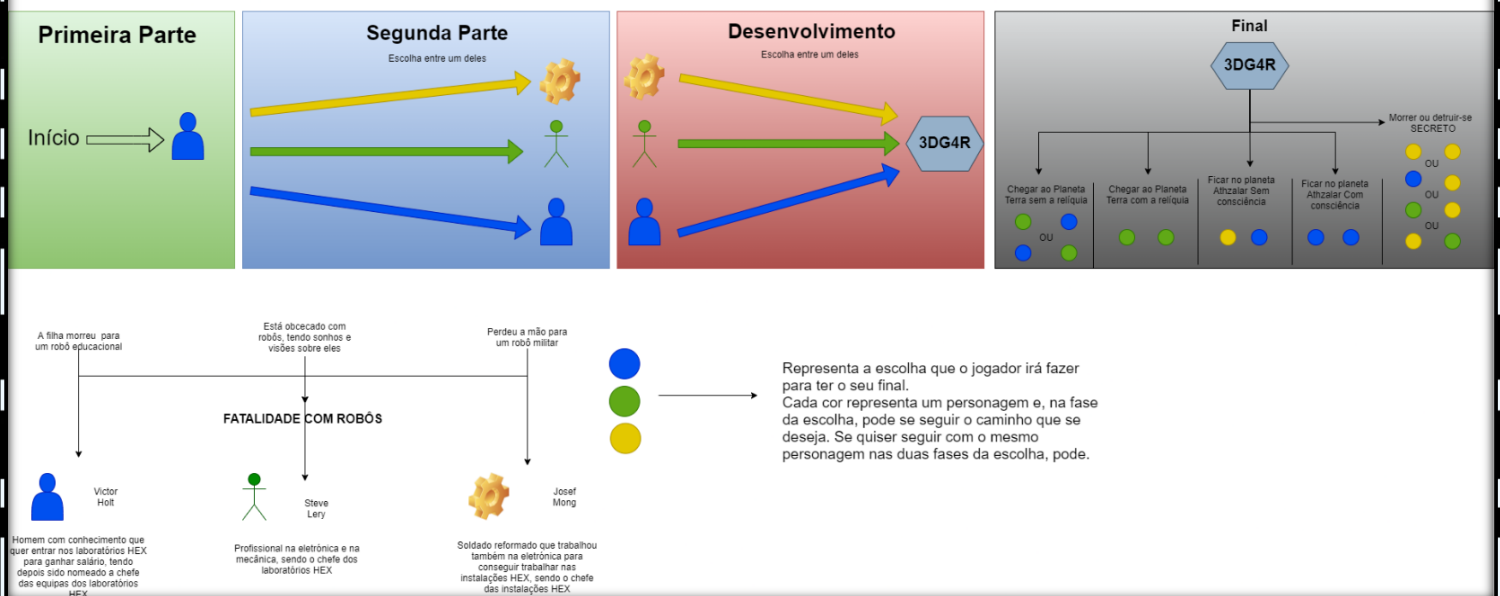 Primeira Parte
Início
Segunda Parte
Escolha entre um deles
Desenvolvimento
Escolha entre um deles
3DG4R
Final
3DG4R
Morrer ou detruir-se
SECRETO
Chegar ao Planeta
Terra sem a relíquia
OU
Chegar ao Planeta
Terra com a relíquia
Ficar no planeta
Athzalar Sem
consciência
Ficar no planeta
Athzalar Com
consciência
OU
OU
OU
A filha morreu para
um robô educacional
Está obcecado com
robôs, tendo sonhos e
visões sobre eles
Perdeu a mão para
um robô militar
FATALIDADE COM ROBÔS
Victor
Holt
Homem com conhecimento que
quer entrar nos laboratórios HEX
para ganhar salário, tendo
depois sido nomeado a chefe
das equipas dos laboratórios
HEX
Steve
Lery
Profissional na eletrônica e na
mecânica, sendo o chefe dos
laboratórios HEX
Josef
Mong
Soldado reformado que trabalhou
também na eletrônica para
conseguir trabalhar nas
instalações HEX, sendo o chefe
das instalações HEX
Representa a escolha que o jogador irá fazer
para ter o seu final.
Cada cor representa um personagem e, na fase
da escolha, pode se seguir o caminho que se
deseja. Se quiser seguir com o mesmo
personagem nas duas fases da escolha, pode.